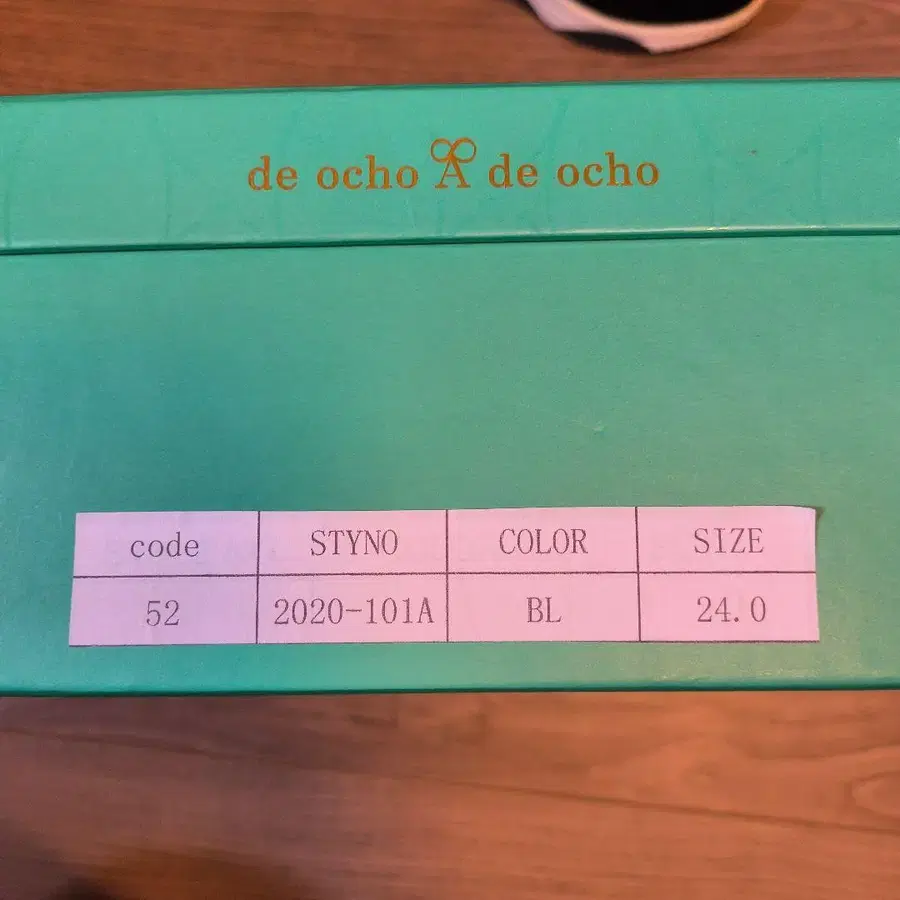 de ocho A de ocho
code STYNO COLOR SIZE
52 2020-101A BL 24.0